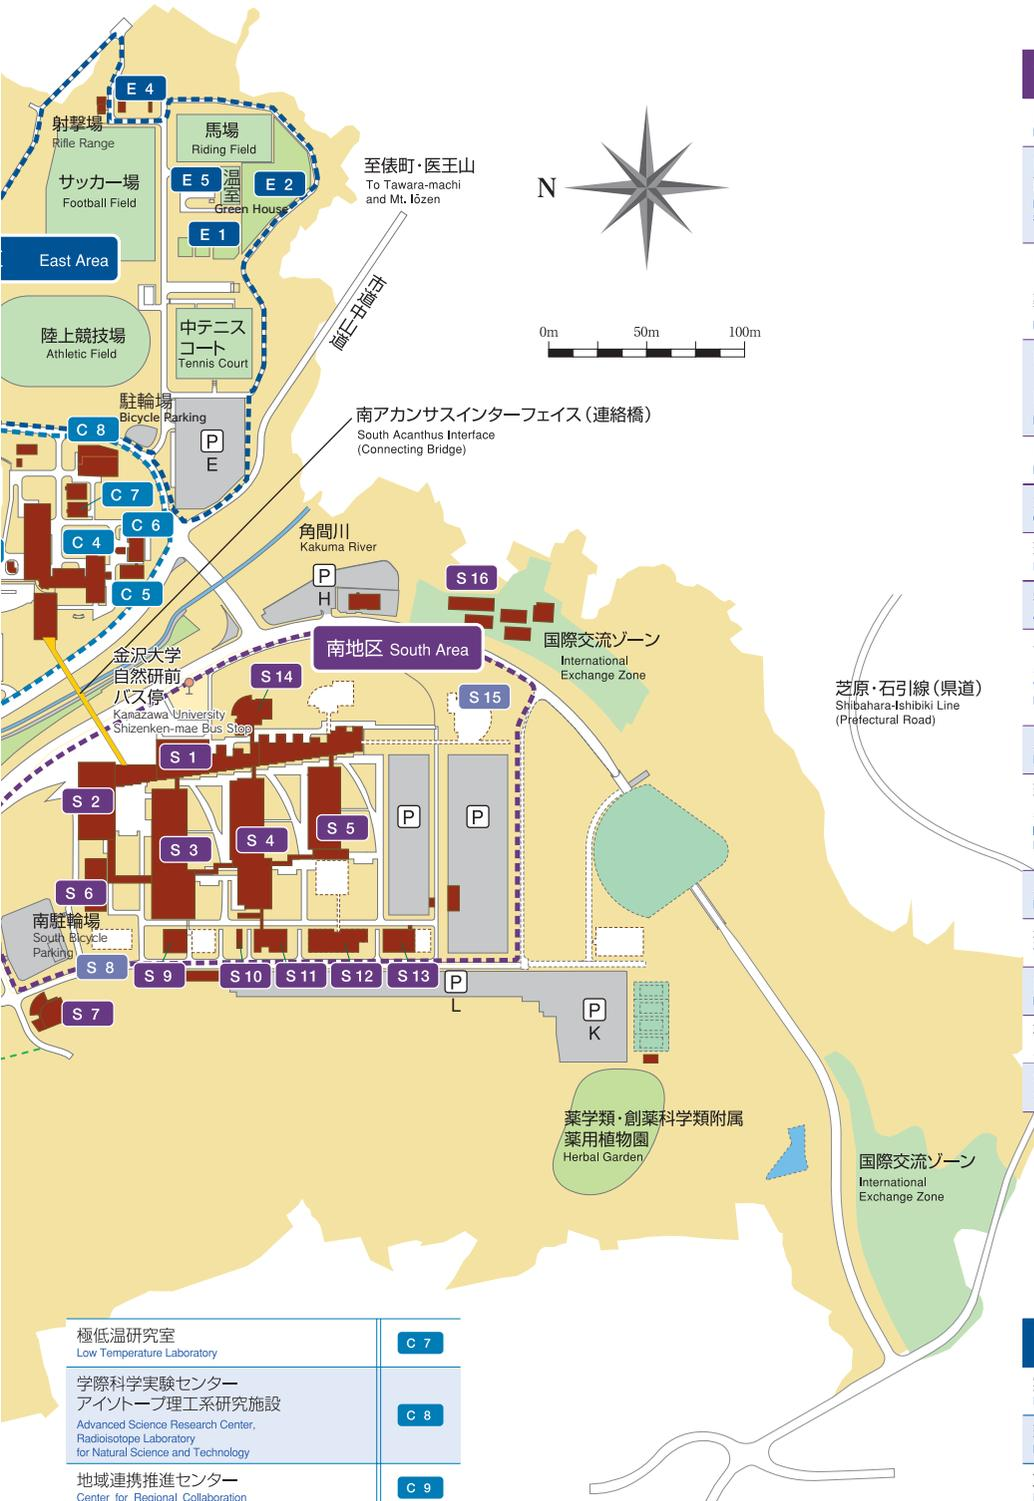 E 4
射撃場
Rifle Range
馬場
Riding Field
サッカー場
Football Field
E 5
温室
E 2
Green House
E 1
East Area
至俵町・医王山
To Tawara-machi
and Mt. Iōzen
市道中山道
N
0m 50m 100m
陸上競技場
Athletic Field
中テニス
コート
Tennis Court
駐輪場
Bicycle Parking
C 8
P
E
南アカンサスインターフェイス（連絡橋）
South Acanthus Interface
(Connecting Bridge)
C 7
C 6
C 4
C 5
角間川
Kakuma River
P
H
S 16
南地区 South Area
国際交流ゾーン
International
Exchange Zone
金沢大学
自然研前
バス停
Kanazawa University
Shizenken-mae Bus Stop
S 14
S 15
芝原・石引線（県道）
Shibahara-Ishibiki Line
(Prefectural Road)
S 1
S 2
S 3
S 4
S 5
P
P
S 6
南駐輪場
South Bicycle
Parking
S 8
S 9
S 10
S 11
S 12
S 13
S 7
P
L
P
K
薬学類・創薬科学類附属
薬用植物園
Herbal Garden
国際交流ゾーン
International
Exchange Zone
極低温研究室
Low Temperature Laboratory
C 7
学際科学実験センター
アイソトープ理工系研究施設
Advanced Science Research Center,
Radioisotope Laboratory
for Natural Science and Technology
C 8
地域連携推進センター
Center for Regional Collaboration
C 9